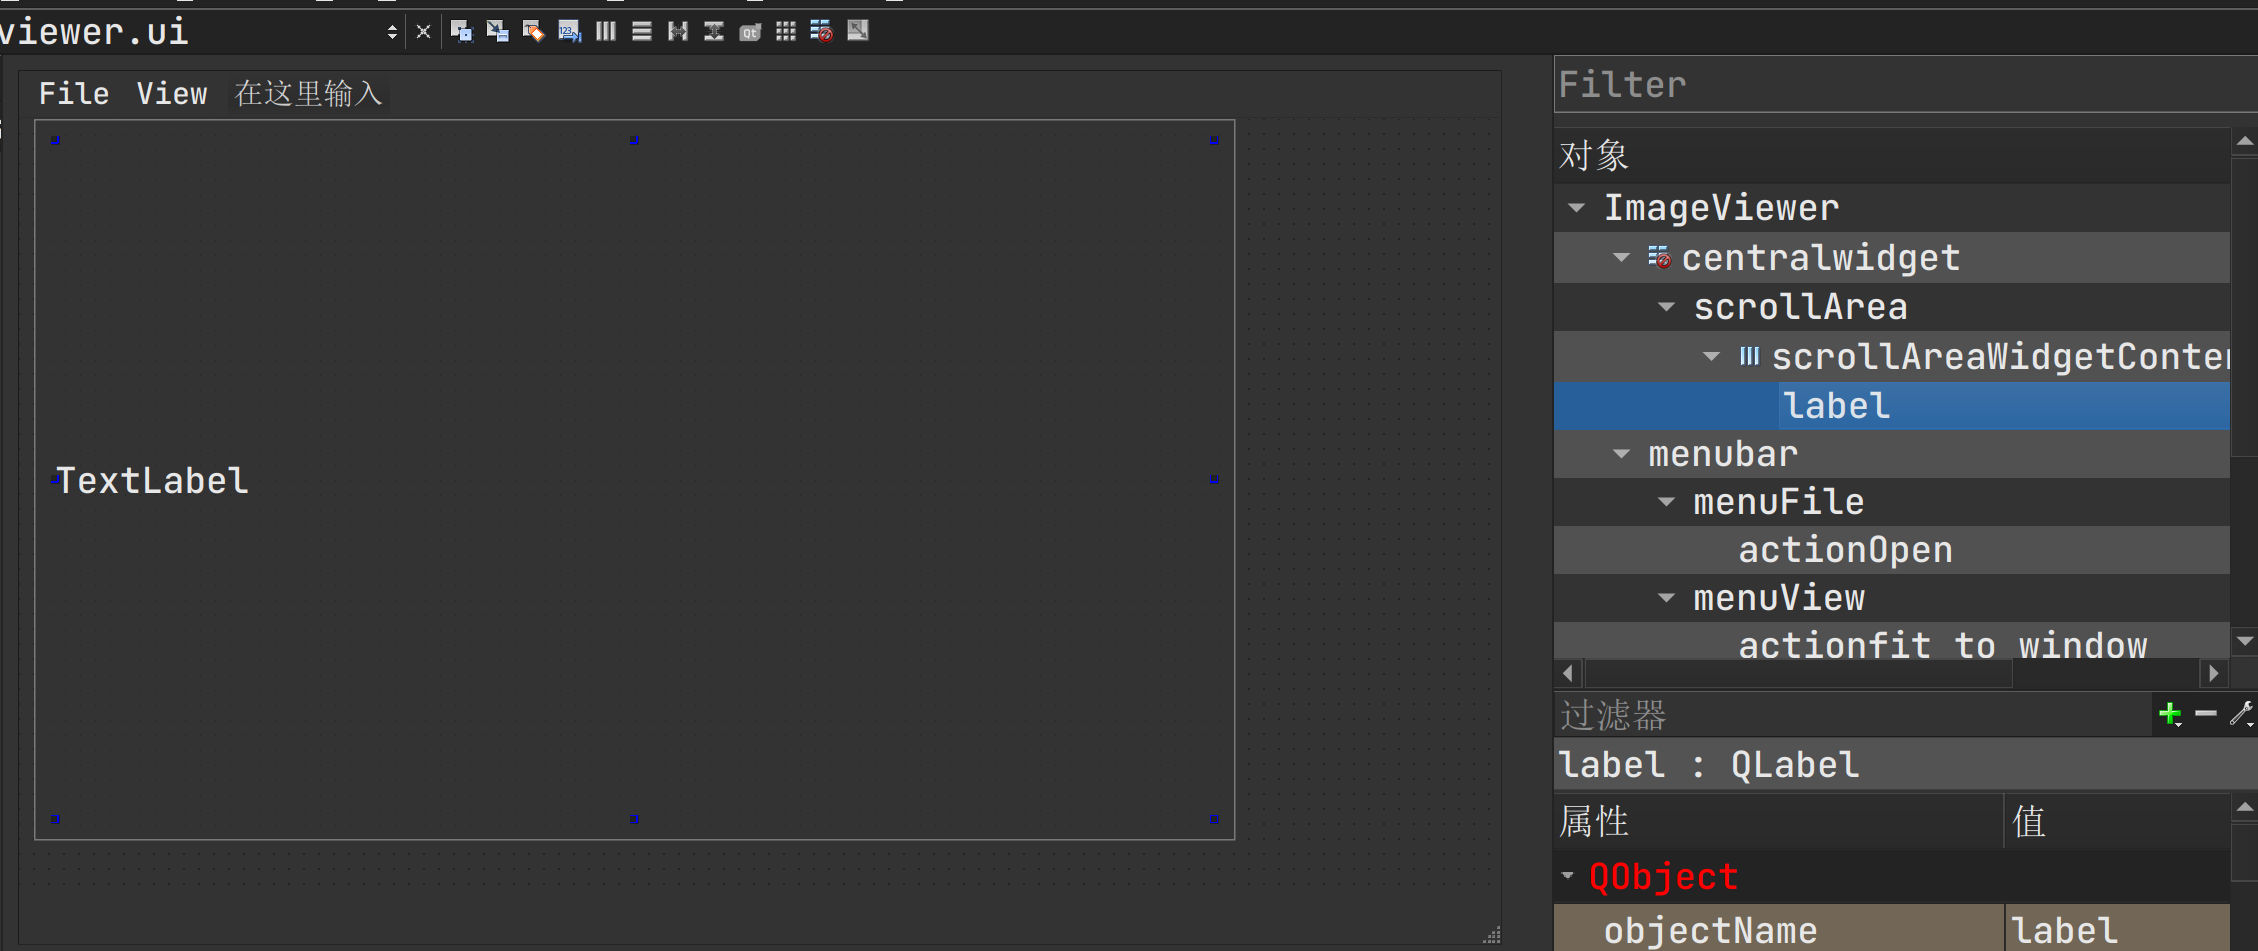 viewer.ui
File View 在这里输入
TextLabel
Filter
对象
ImageViewer
centralwidget
scrollArea
scrollAreaWidgetConter
label
menubar
menuFile
actionOpen
menuView
actionfit to window
过滤器
label : QLabel
属性 值
QObject
objectName label